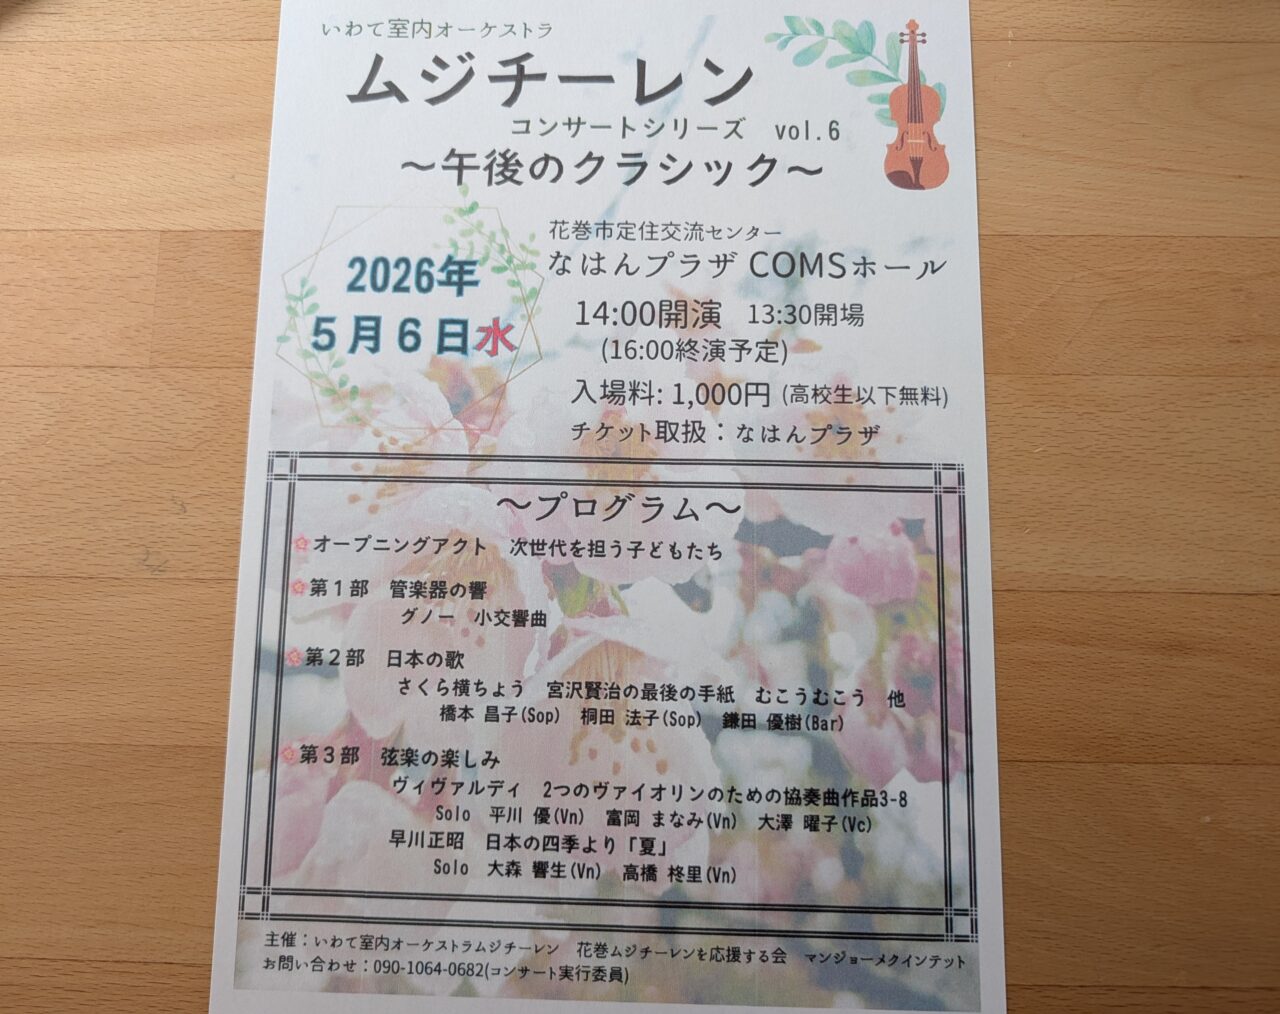 いわて室内オーケストラ
ムジチーレン
コンサートシリーズ vol.6
～午後のクラシック～
2026年
5月6日水
花巻市定住交流センター
なはんプラザ COMSホール
14:00開演 13:30開場
(16:00終演予定)
入場料: 1,000円 (高校生以下無料)
チケット取扱：なはんプラザ
～プログラム～
オープニングアクト 次世代を担う子どもたち
第1部 管楽器の響
グノー 小交響曲
第2部 日本の歌
さくら横ちょう 宮沢賢治の最後の手紙 むこうむこう 他
橋本 昌子(Sop) 桐田 法子(Sop) 鎌田 優樹(Bar)
第3部 弦楽の楽しみ
ヴィヴァルディ 2つのヴァイオリンのための協奏曲作品3-8
Solo 平川 優(Vn) 富岡 まなみ(Vn) 大澤 曜子(Vc)
早川正昭 日本の四季より「夏」
Solo 大森 響生(Vn) 高橋 柊里(Vn)
主催：いわて室内オーケストラムジチーレン 花巻ムジチーレンを応援する会 マンジョーメクインテット
お問い合わせ：090-1064-0682(コンサート実行委員)